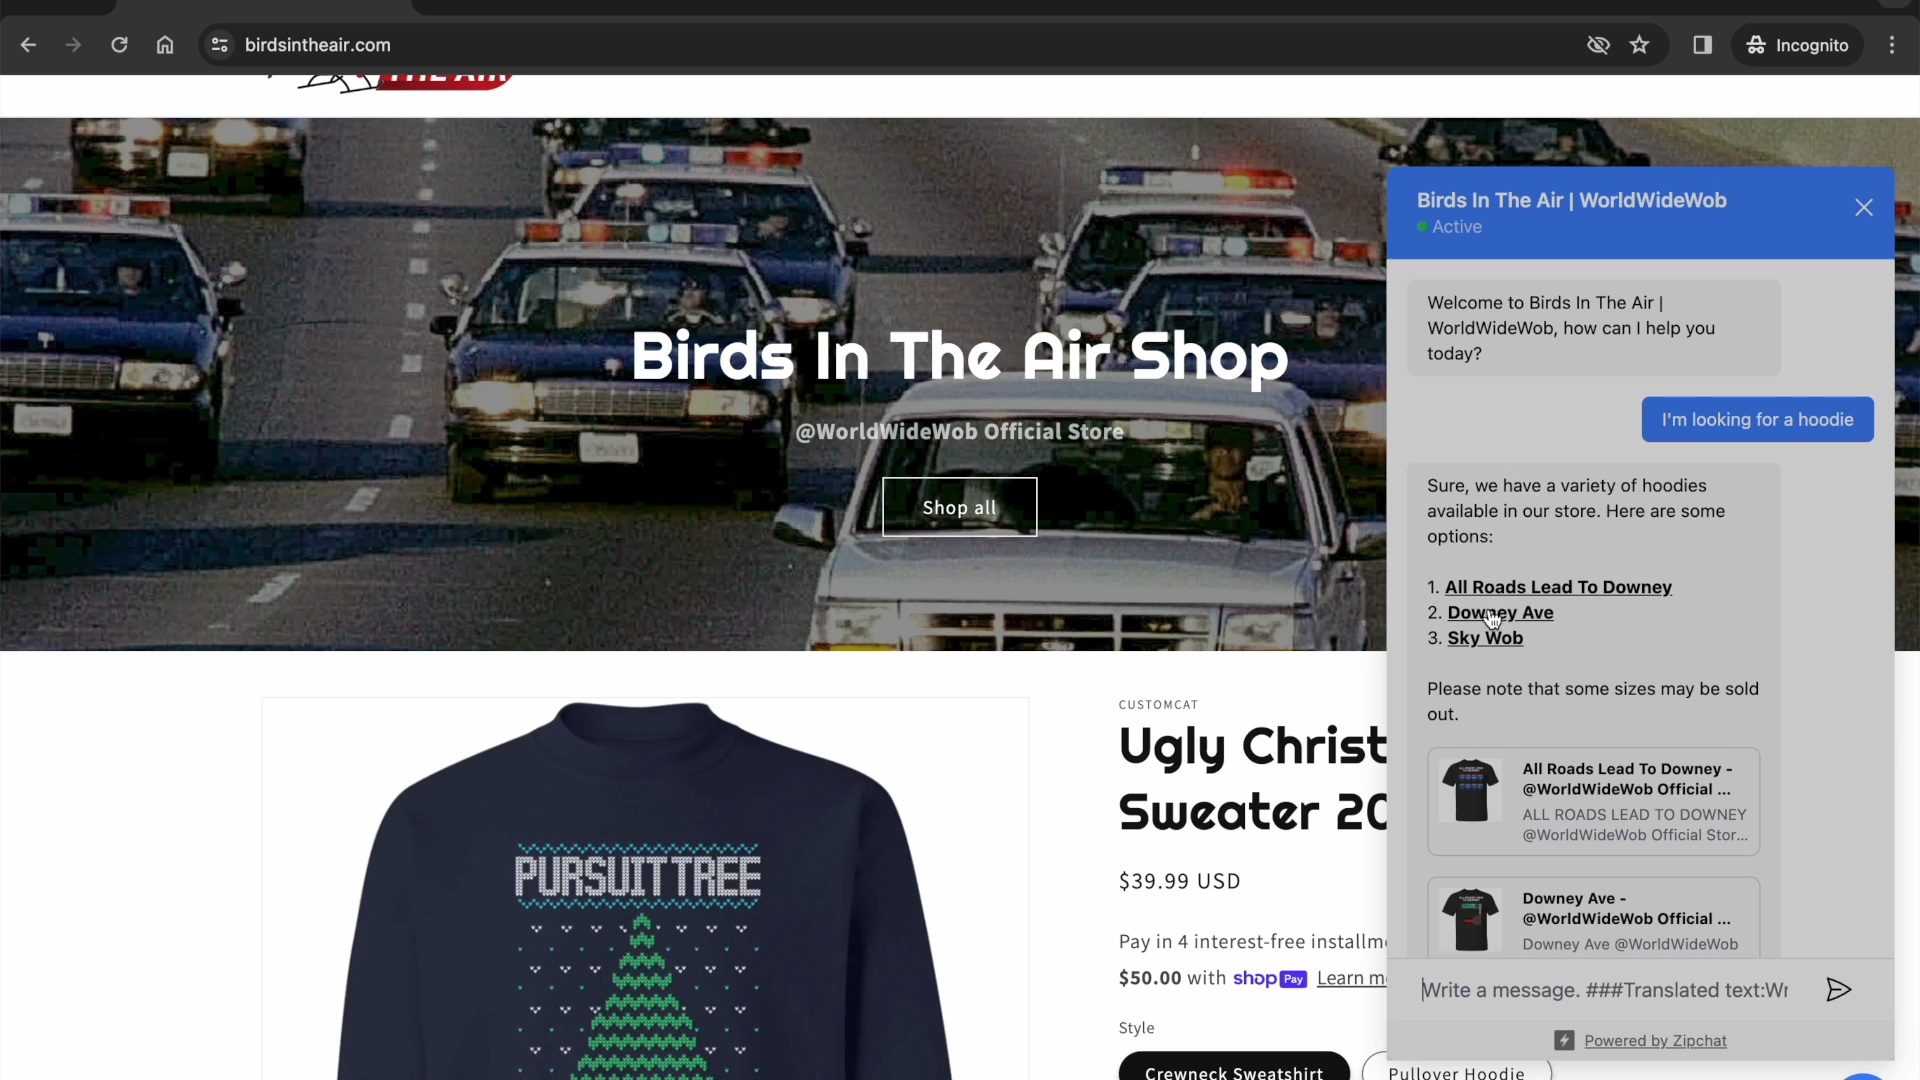 birdsintheair.com
Incognito
THE AIR
Birds In The Air Shop
@WorldWideWob Official Store
Shop all
PURSUIT TREE
CUSTOMCAT
Ugly Christ
Sweater 20
$39.99 USD
Pay in 4 interest-free installme
$50.00 with shop Pay Learn mo
Style
Crewneck Sweatshirt
Pullover Hoodie
Birds In The Air | WorldWideWob
Active
Welcome to Birds In The Air |
WorldWideWob, how can I help you
today?
I'm looking for a hoodie
Sure, we have a variety of hoodies
available in our store. Here are some
options:
1. All Roads Lead To Downey
2. Downey Ave
3. Sky Wob
Please note that some sizes may be sold
out.
All Roads Lead To Downey -
@WorldWideWob Official ...
ALL ROADS LEAD TO DOWNEY
@WorldWideWob Official Stor...
Downey Ave -
@WorldWideWob Official ...
Downey Ave @WorldWideWob
Write a message. ###Translated text:Wr
Powered by Zipchat